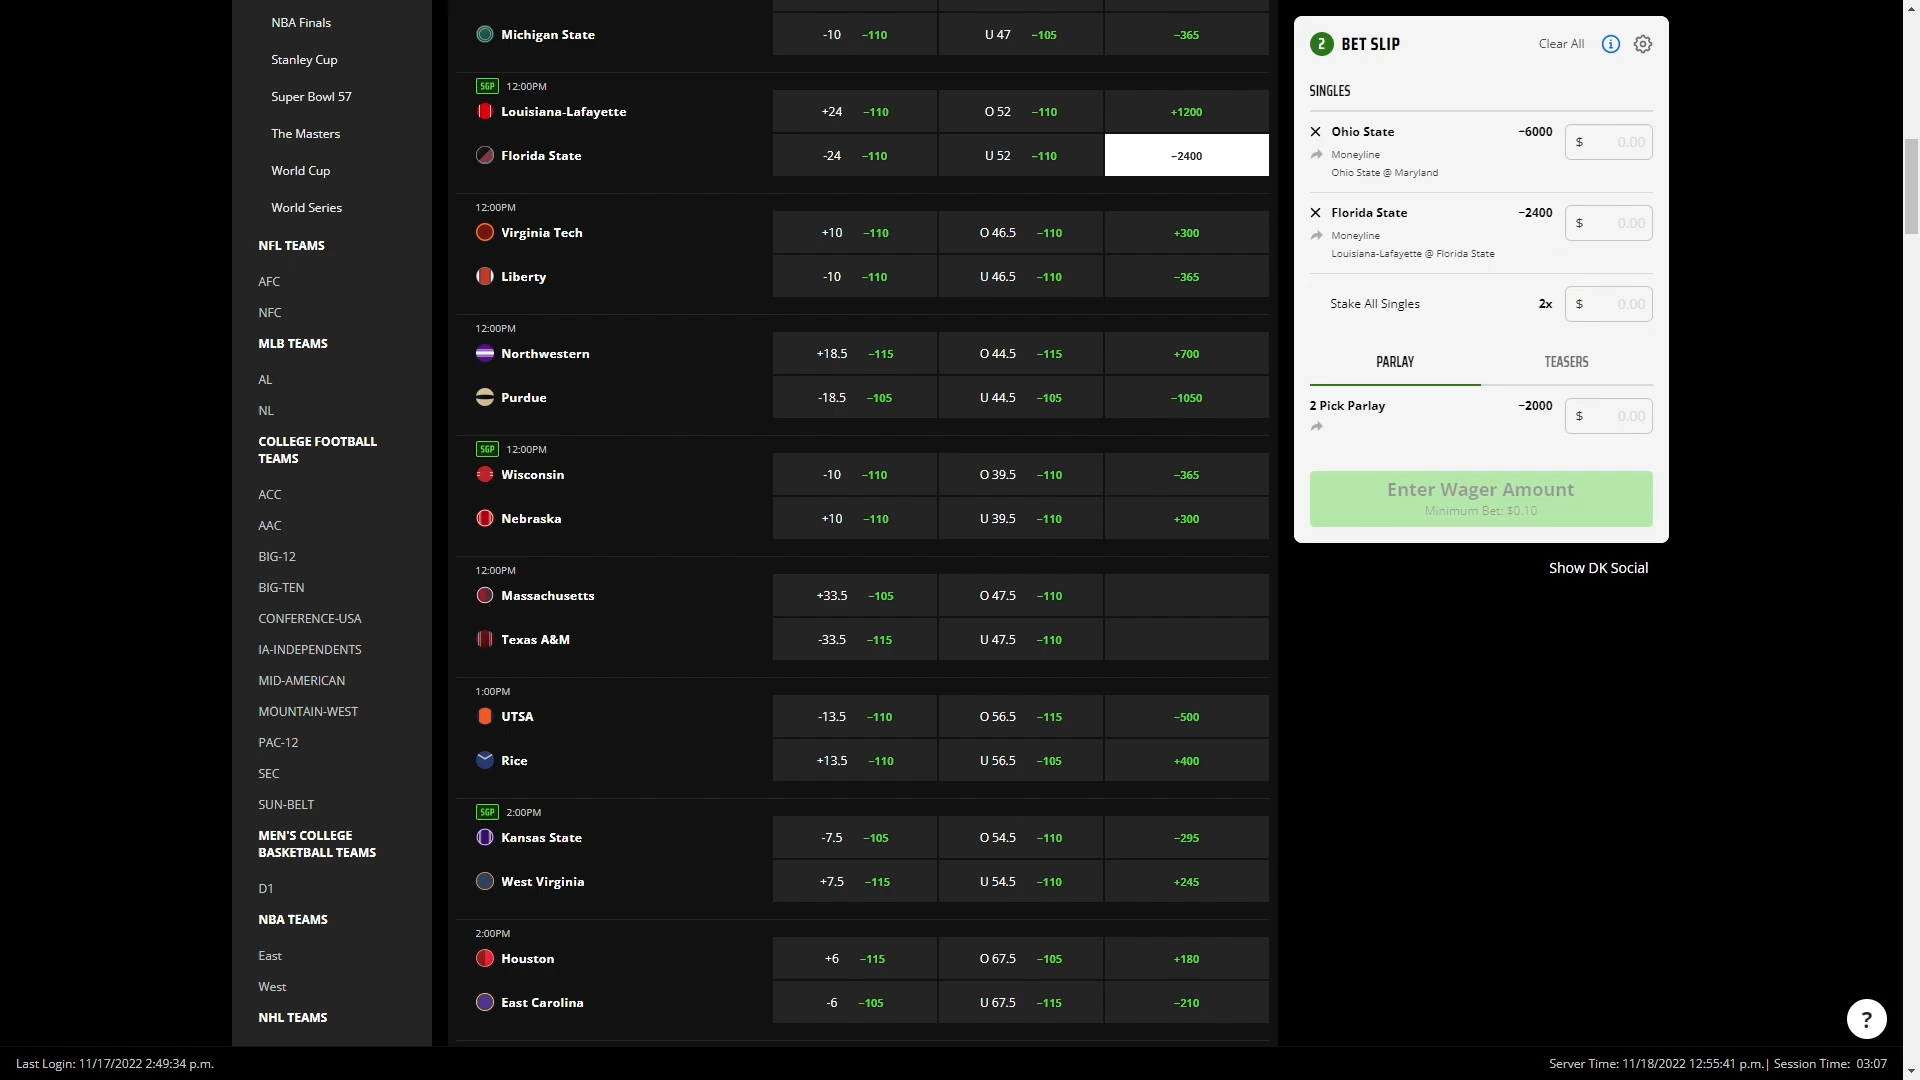 NBA Finals
Stanley Cup
Super Bowl 57
The Masters
World Cup
World Series
NFL TEAMS
AFC
NFC
MLB TEAMS
AL
NL
COLLEGE FOOTBALL
TEAMS
ACC
AAC
BIG-12
BIG-TEN
CONFERENCE-USA
IA-INDEPENDENTS
MID-AMERICAN
MOUNTAIN-WEST
PAC-12
SEC
SUN-BELT
MEN'S COLLEGE
BASKETBALL TEAMS
D1
NBA TEAMS
East
West
NHL TEAMS
Michigan State -10 −110 U 47 −105 −365
SGP 12:00PM
Louisiana-Lafayette +24 −110 O 52 −110 +1200
Florida State -24 −110 U 52 −110 −2400
12:00PM
Virginia Tech +10 −110 O 46.5 −110 +300
Liberty -10 −110 U 46.5 −110 −365
12:00PM
Northwestern +18.5 −115 O 44.5 −115 +700
Purdue -18.5 −105 U 44.5 −105 −1050
SGP 12:00PM
Wisconsin -10 −110 O 39.5 −110 −365
Nebraska +10 −110 U 39.5 −110 +300
12:00PM
Massachusetts +33.5 −105 O 47.5 −110
Texas A&M -33.5 −115 U 47.5 −110
1:00PM
UTSA -13.5 −110 O 56.5 −115 −500
Rice +13.5 −110 U 56.5 −105 +400
SGP 2:00PM
Kansas State -7.5 −105 O 54.5 −110 −295
West Virginia +7.5 −115 U 54.5 −110 +245
2:00PM
Houston +6 −115 O 67.5 −105 +180
East Carolina -6 −105 U 67.5 −115 −210
2 BET SLIP Clear All
SINGLES
Ohio State −6000 $ 0.00
Moneyline
Ohio State @ Maryland
Florida State −2400 $ 0.00
Moneyline
Louisiana-Lafayette @ Florida State
Stake All Singles 2x $ 0.00
PARLAY TEASERS
2 Pick Parlay −2000 $ 0.00
Enter Wager Amount
Minimum Bet: $0.10
Show DK Social
?
Last Login: 11/17/2022 2:49:34 p.m.
Server Time: 11/18/2022 12:55:41 p.m.| Session Time: 03:07